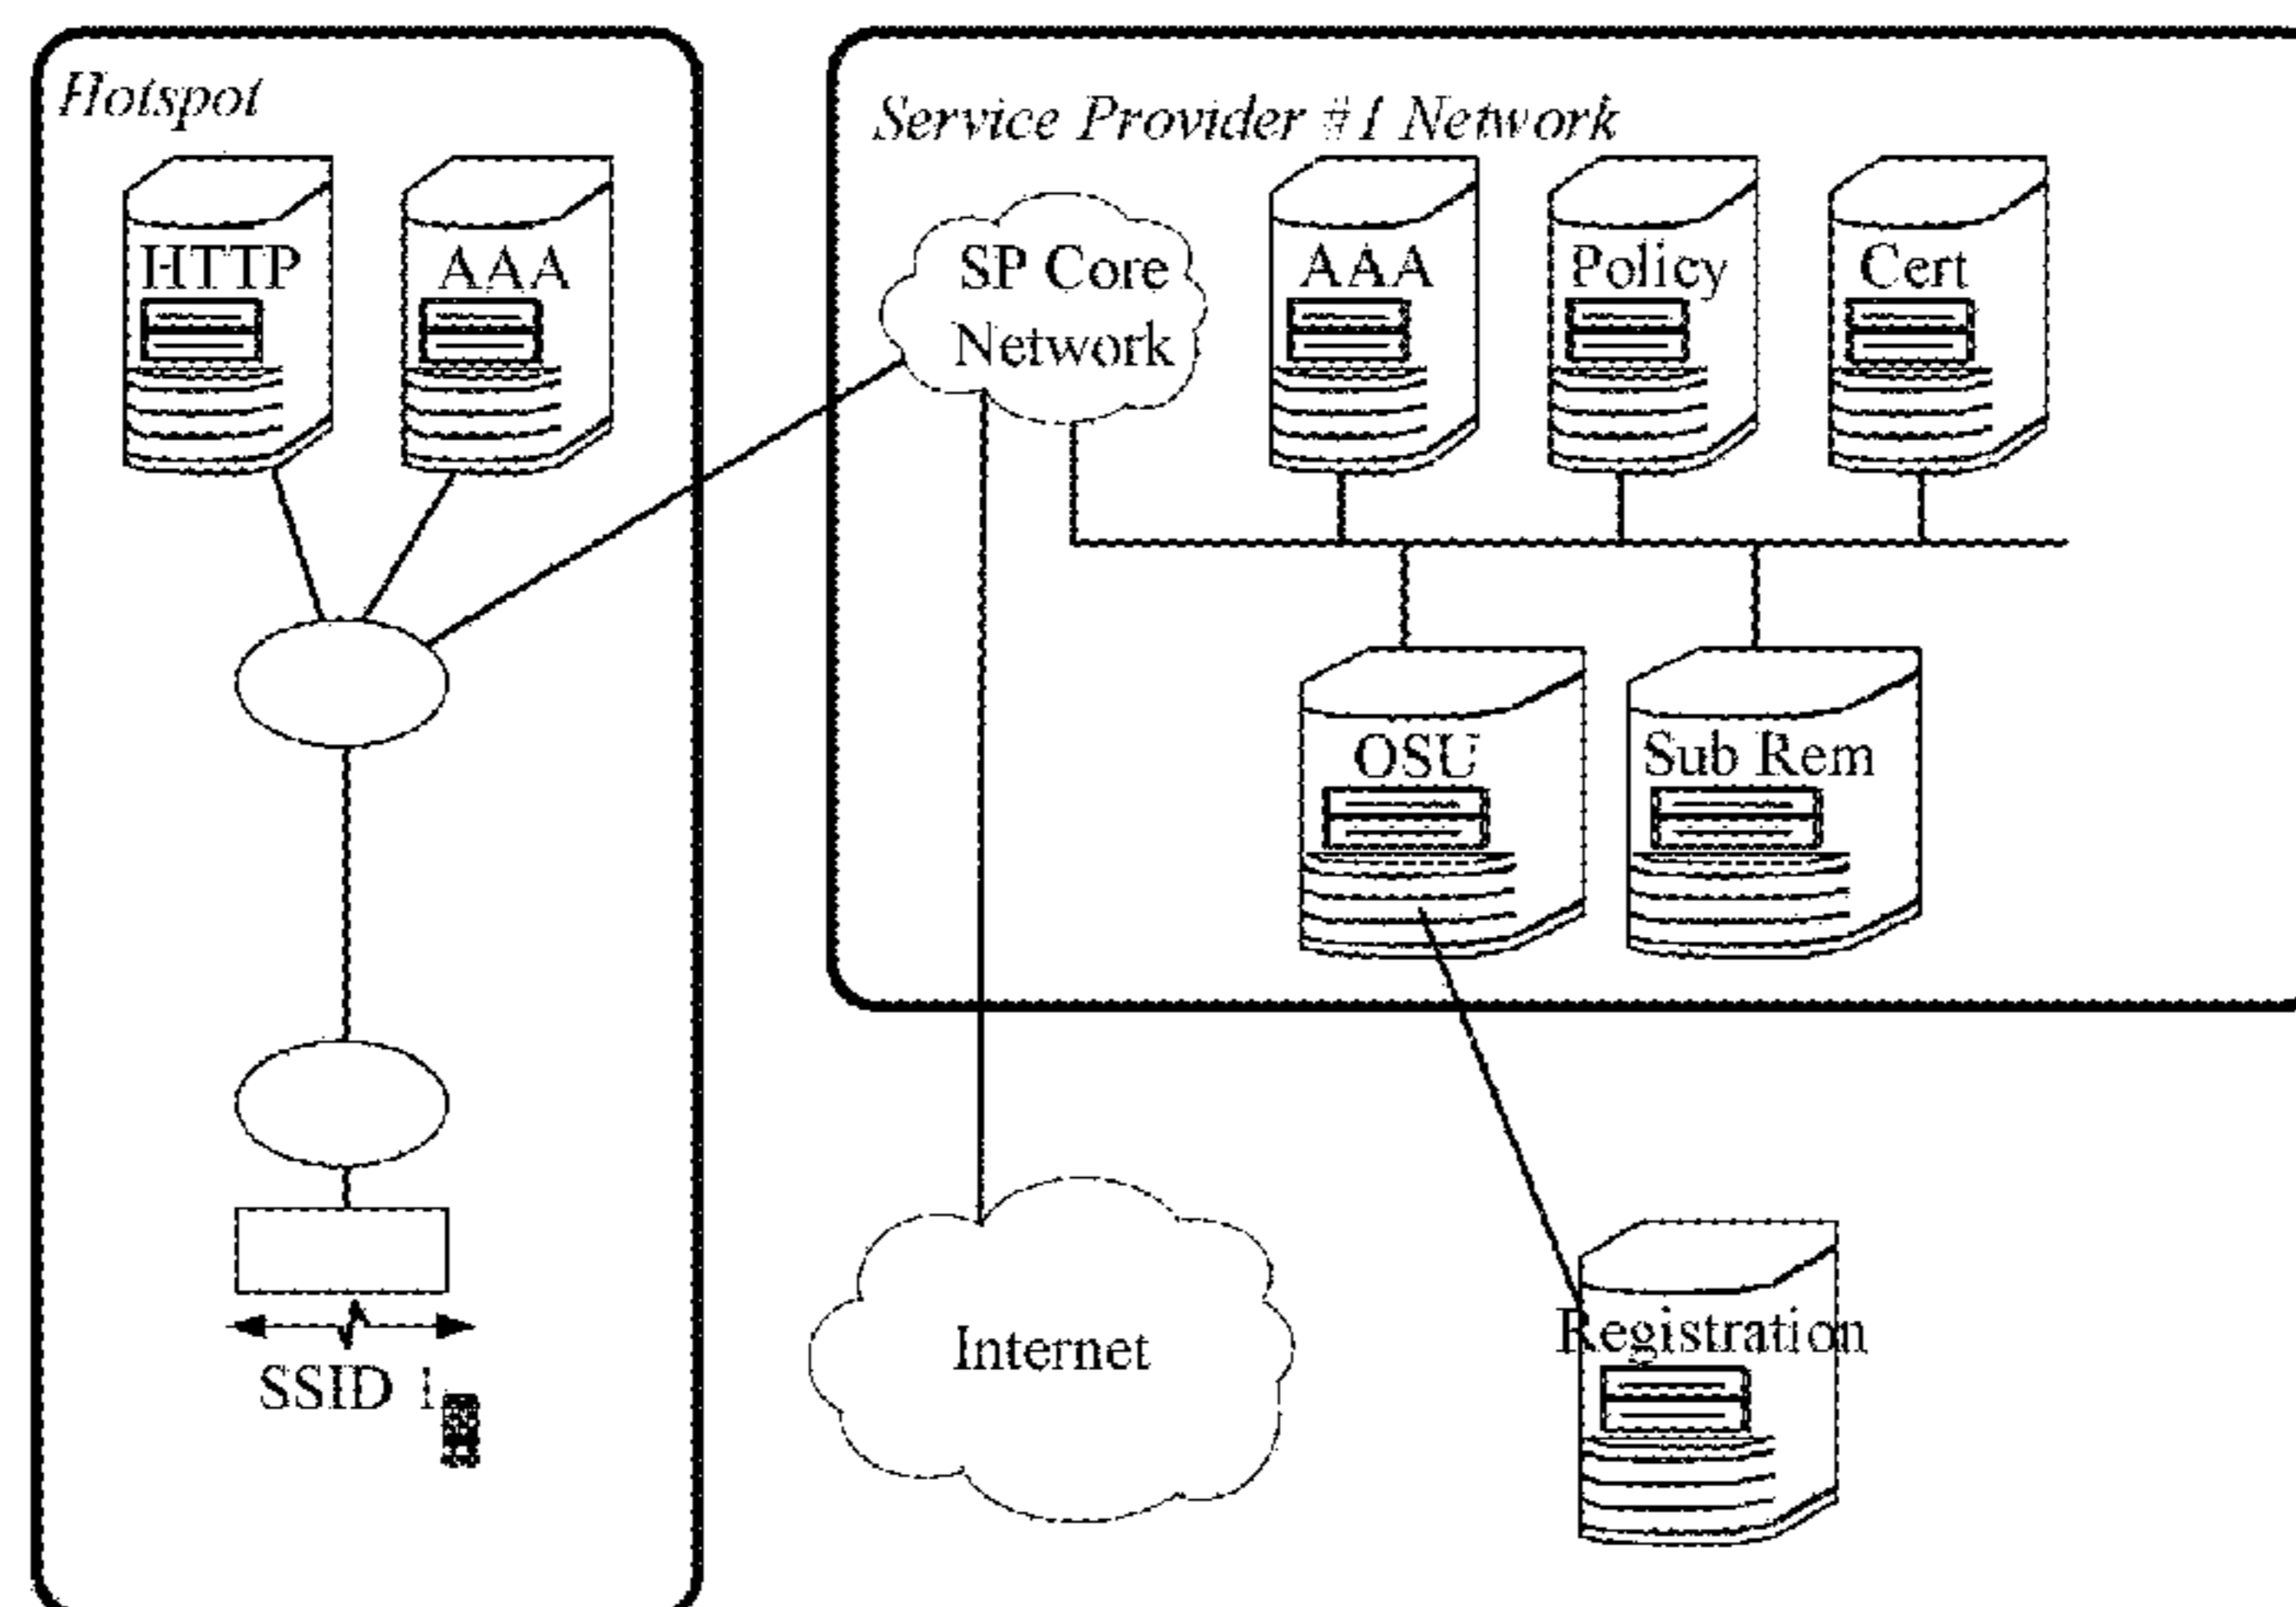 Hotspot
HTTP
AAA
SSID 1
Service Provider #1 Network
SP Core
Network
AAA
Policy
Cert
OSU
Sub Rem
Internet
Registration